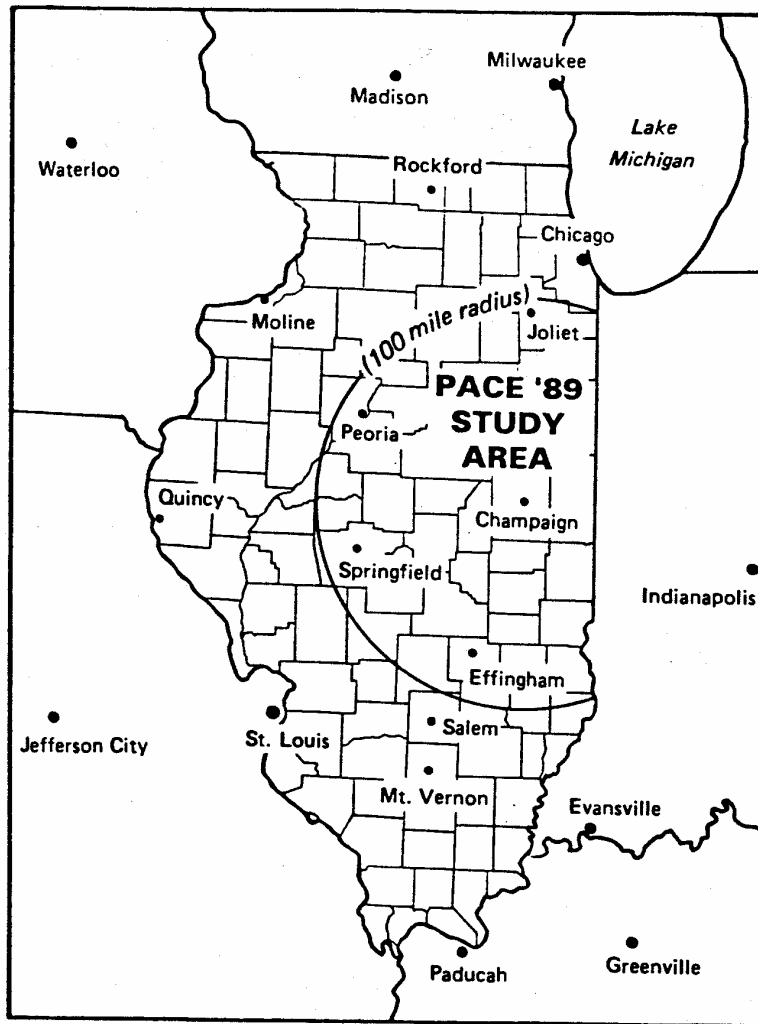 Milwaukee
Madison
Lake
Michigan
Waterloo
Rockford
Chicago
(100 mile radius)
Moline
Joliet
PACE '89
STUDY
AREA
Peoria
Quincy
Champaign
Springfield
Indianapolis
Effingham
Jefferson City
St. Louis
Salem
Mt. Vernon
Evansville
Paducah
Greenville